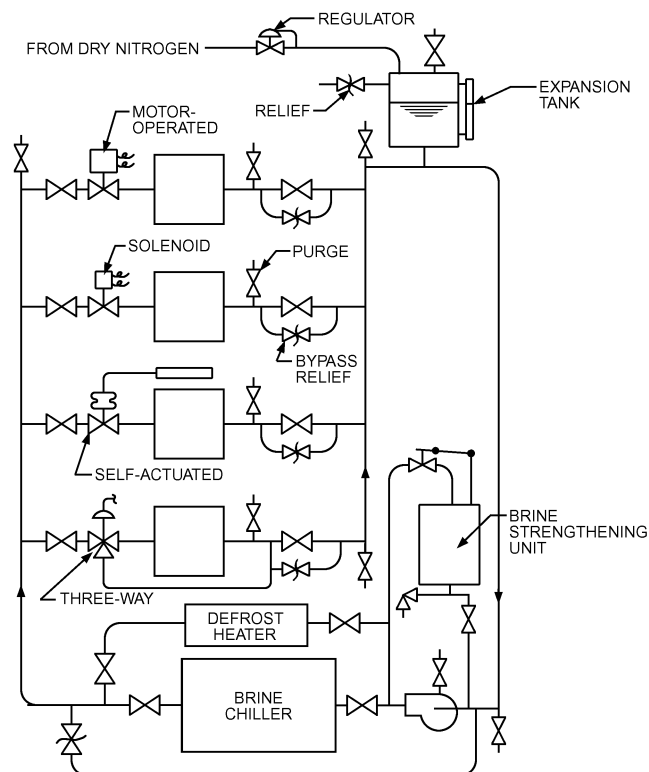 REGULATOR
FROM DRY NITROGEN
EXPANSION
TANK
RELIEF
MOTOR-
OPERATED
SOLENOID
PURGE
BYPASS
RELIEF
SELF-ACTUATED
BRINE
STRENGTHENING
UNIT
THREE-WAY
DEFROST
HEATER
BRINE
CHILLER